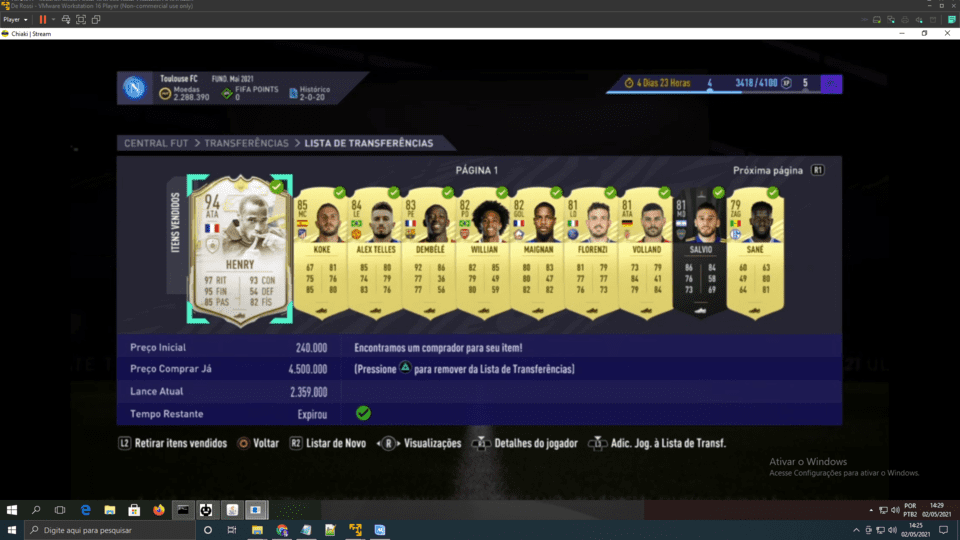 De Rossi - VMware Workstation 16 Player (Non-commercial use only)
Player
Chiaki | Stream
Toulouse FC FUND. Mai 2021
Moedas 2.288.390
FIFA POINTS 0
Histórico 2-0-20
4 Dias 23 Horas 4 3418/4100 XP 5
CENTRAL FUT > TRANSFERÊNCIAS > LISTA DE TRANSFERÊNCIAS
PÁGINA 1
Próxima página R1
ITENS VENDIDOS
94 ATA
HENRY
97 RIT 93 CON
95 FIN 54 DEF
85 PAS 82 FÍS
85 MC
KOKE
67 81
75 76
85 80
84 LE
ALEX TELLES
85 80
74 79
83 76
83 PE
DEMBÉLÉ
92 86
77 36
77 56
82 PD
WILLIAN
82 85
79 49
80 59
82 GOL
MAIGNAN
80 83
80 47
82 82
81 LD
FLORENZI
79 80
77 77
76 73
81 ATA
VOLLAND
73 79
84 41
79 84
81 MD
SALVIO
86 84
76 58
73 69
79 ZAG
SANÉ
60 63
49 80
64 81
Preço Inicial 240.000
Encontramos um comprador para seu item!
Preço Comprar Já 4.500.000
(Pressione para remover da Lista de Transferências)
Lance Atual 2.359.000
Tempo Restante Expirou
L2 Retirar itens vendidos Voltar R2 Listar de Novo R Visualizações Detalhes do jogador Adic. Jog. à Lista de Transf.
Ativar o Windows
Acesse Configurações para ativar o Windows.
POR 14:29
PTB2 02/05/2021
Digite aqui para pesquisar
14:25
02/05/2021